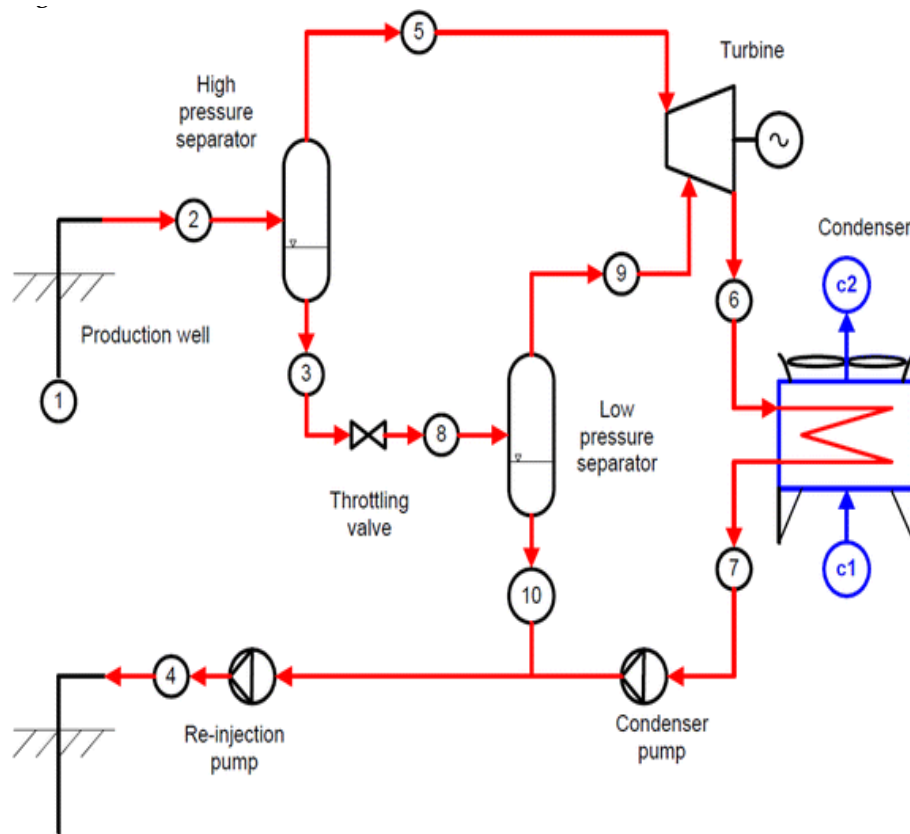 5
Turbine
High
pressure
separator
2
Condenser
9
c2
6
Production well
3
1
8
Low
pressure
separator
Throttling
valve
7
c1
10
4
Re-injection
pump
Condenser
pump